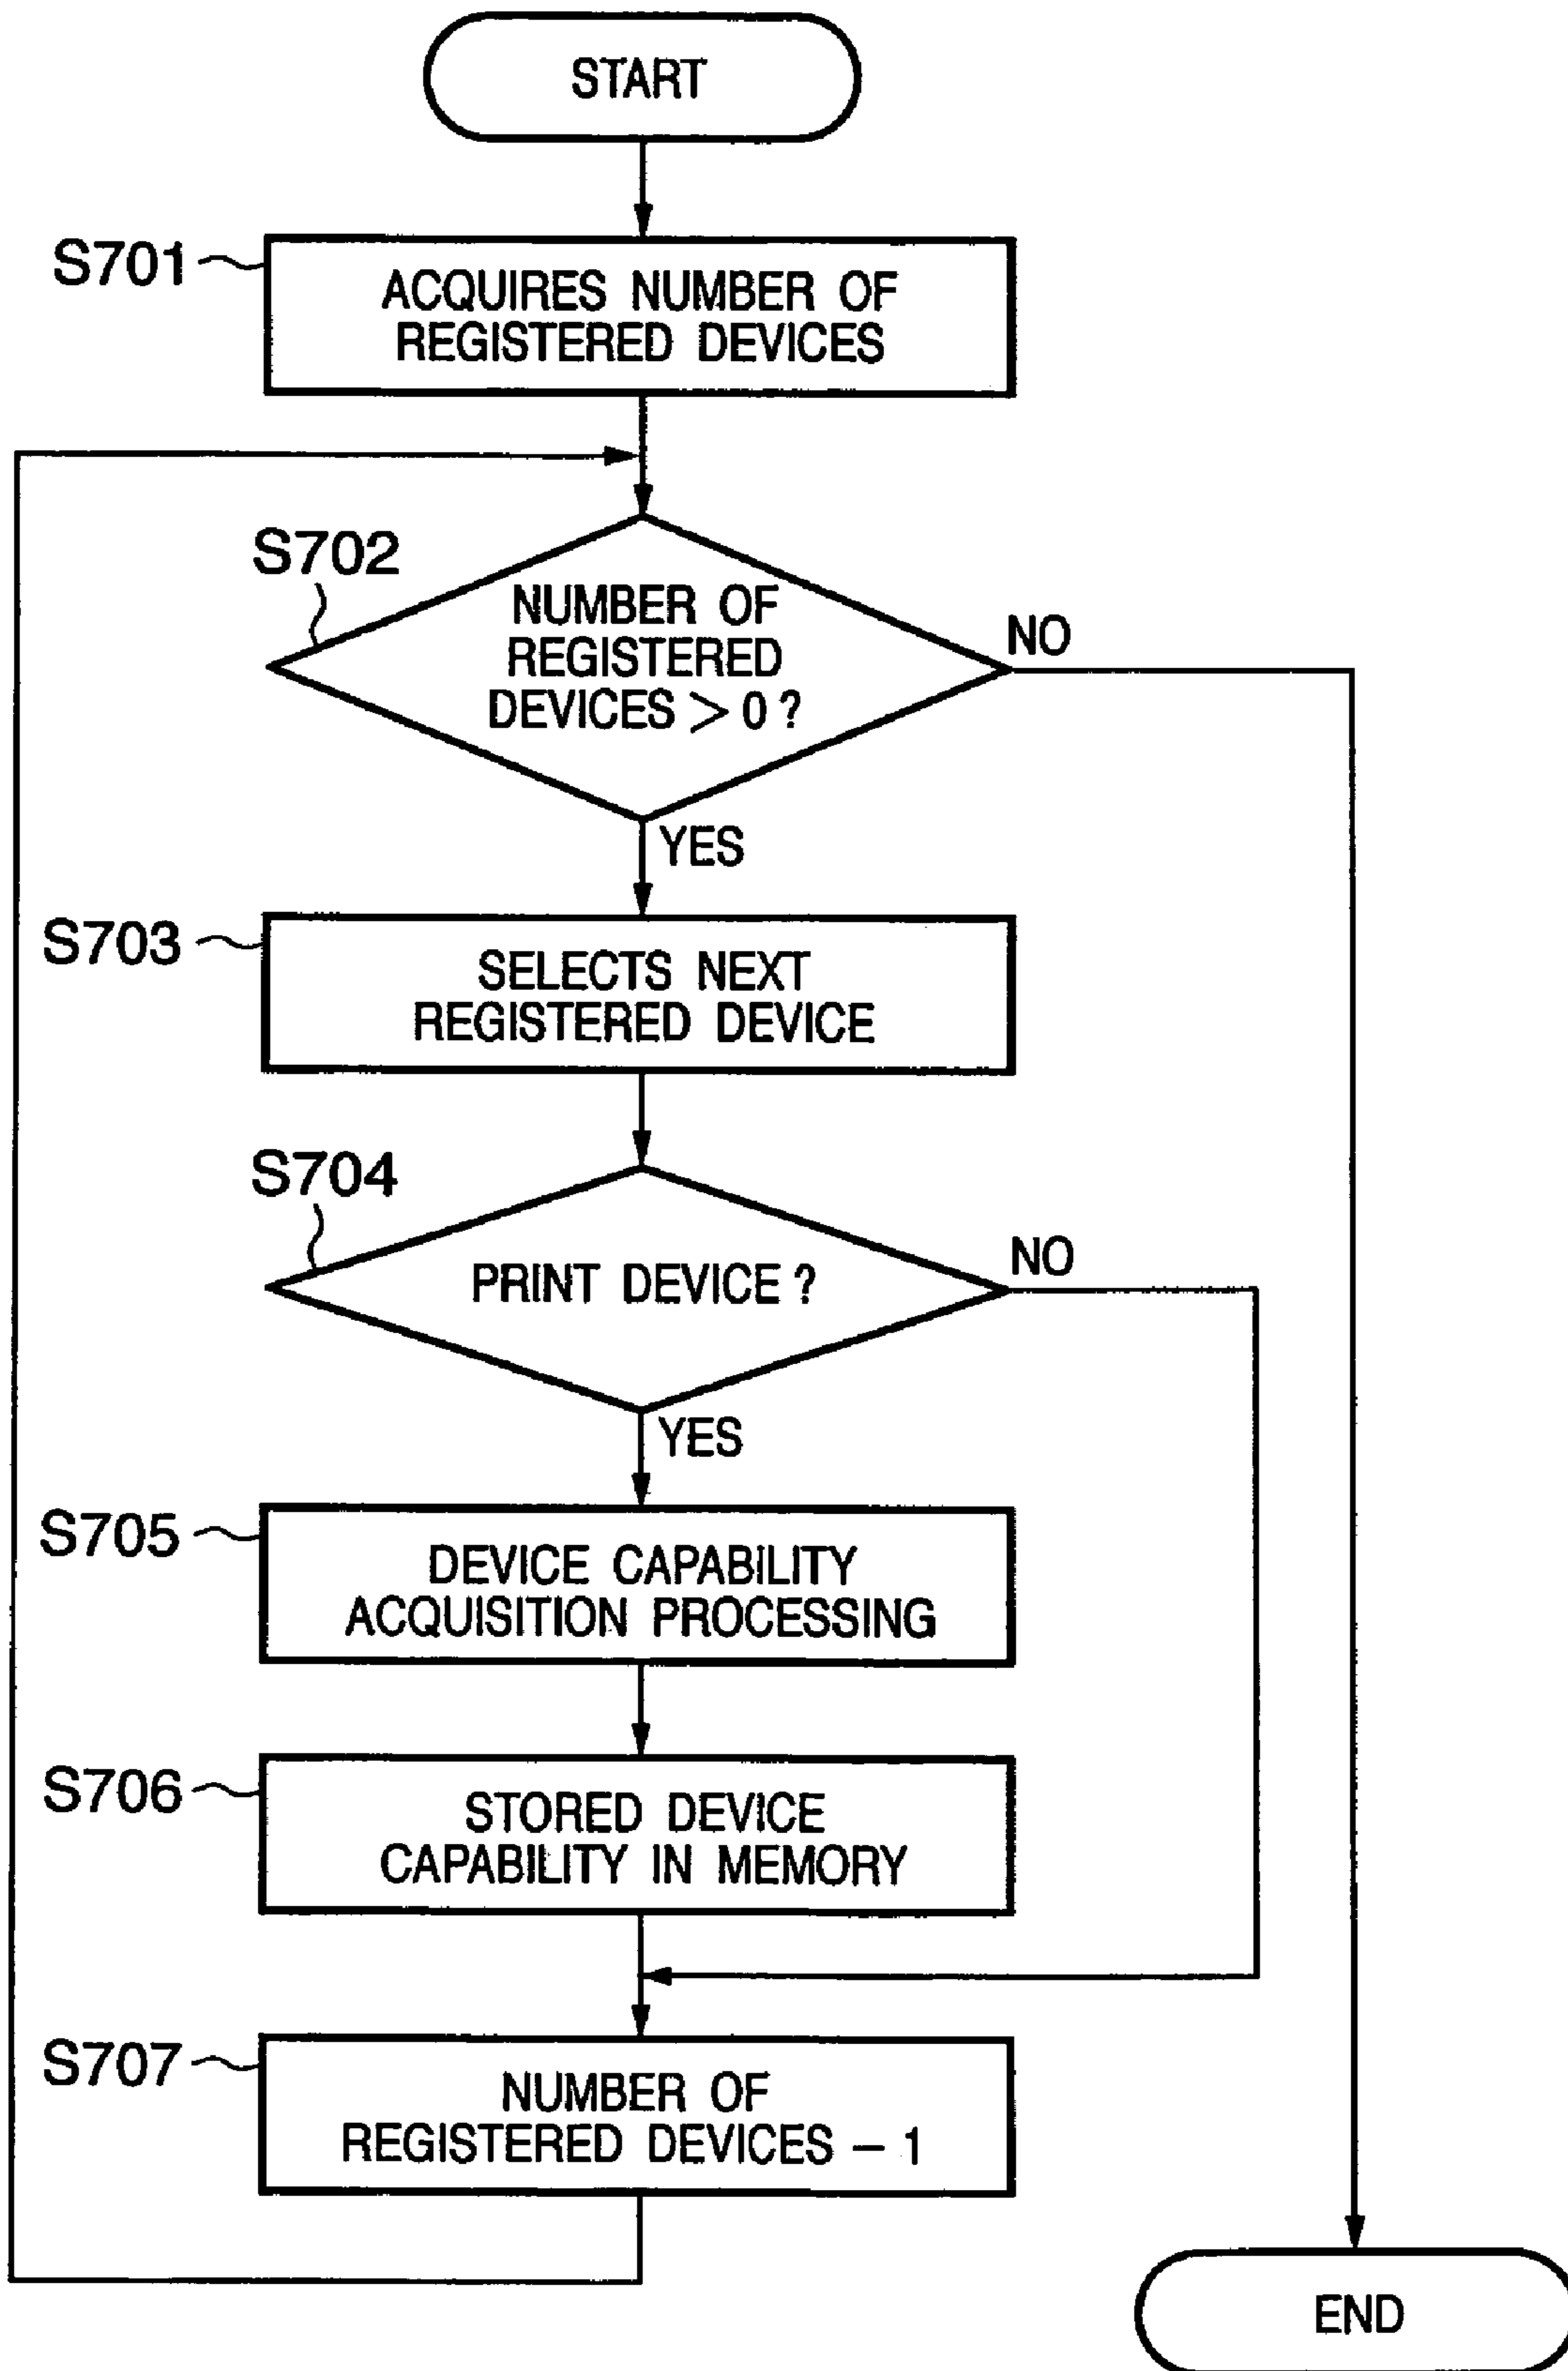 START
S701
ACQUIRES NUMBER OF
REGISTERED DEVICES
S702
NUMBER OF
REGISTERED
DEVICES > 0 ?
NO
YES
S703
SELECTS NEXT
REGISTERED DEVICE
S704
PRINT DEVICE ?
NO
YES
S705
DEVICE CAPABILITY
ACQUISITION PROCESSING
S706
STORED DEVICE
CAPABILITY IN MEMORY
S707
NUMBER OF
REGISTERED DEVICES – 1
END